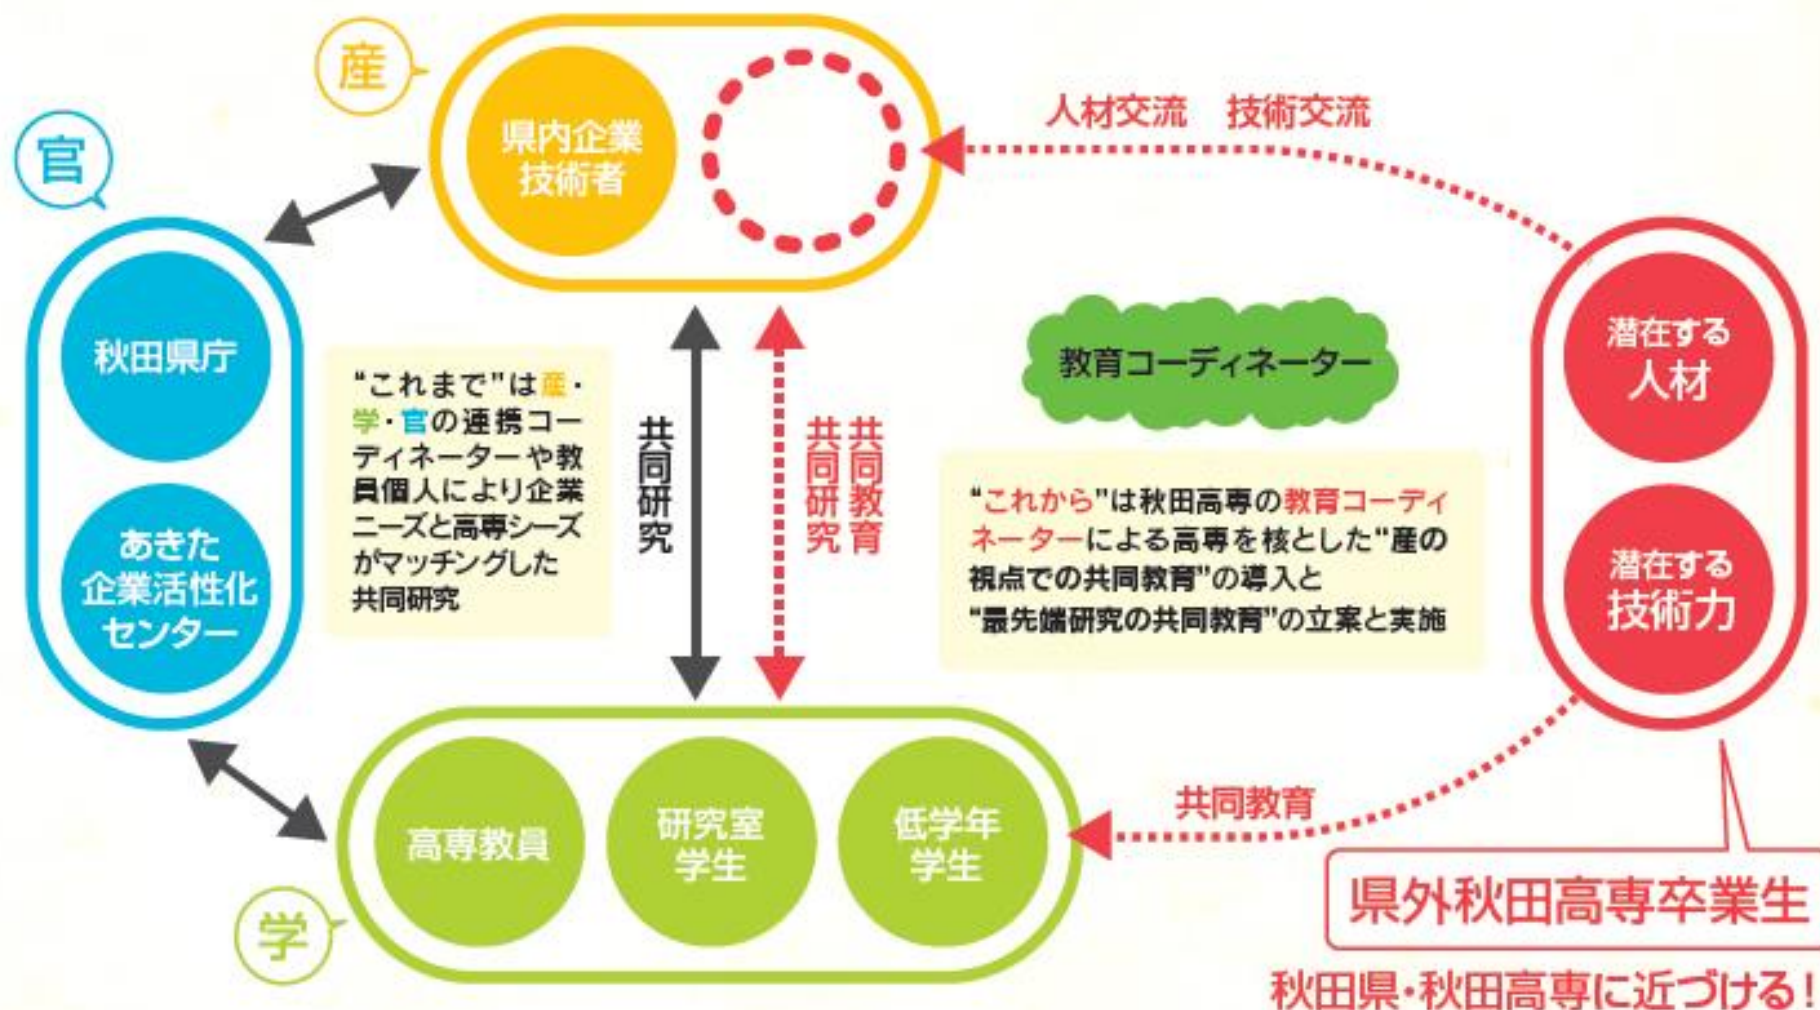 産
官
県内企業
技術者
人材交流 技術交流
秋田県庁
あきた
企業活性化
センター
“これまで”は産・
学・官の連携コー
ディネーターや教
員個人により企業
ニーズと高専シーズ
がマッチングした
共同研究
共同研究
共同教育
共同研究
教育コーディネーター
“これから”は秋田高専の教育コーディ
ネーターによる高専を核とした“産の
視点での共同教育”の導入と
“最先端研究の共同教育”の立案と実施
潜在する
人材
潜在する
技術力
高専教員
研究室
学生
低学年
学生
学
共同教育
県外秋田高専卒業生
秋田県・秋田高専に近づける!